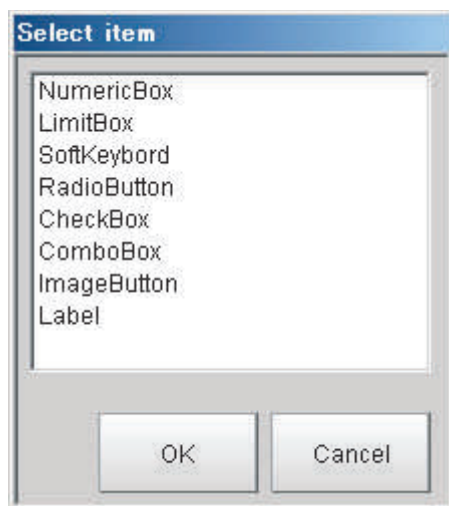 Select item
NumericBox
LimitBox
SoftKeybord
RadioButton
CheckBox
ComboBox
ImageButton
Label
OK Cancel